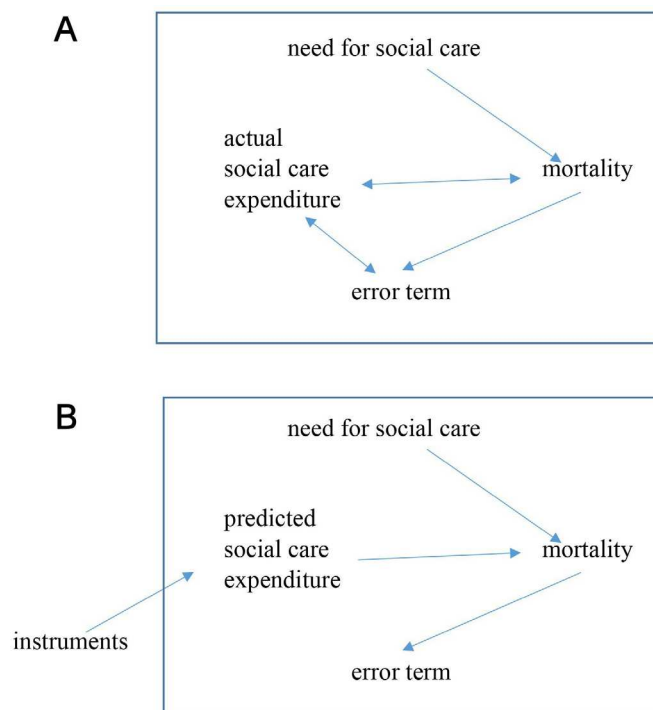 A
need for social care
actual
social care
expenditure
mortality
error term
B
need for social care
predicted
social care
expenditure
mortality
instruments
error term